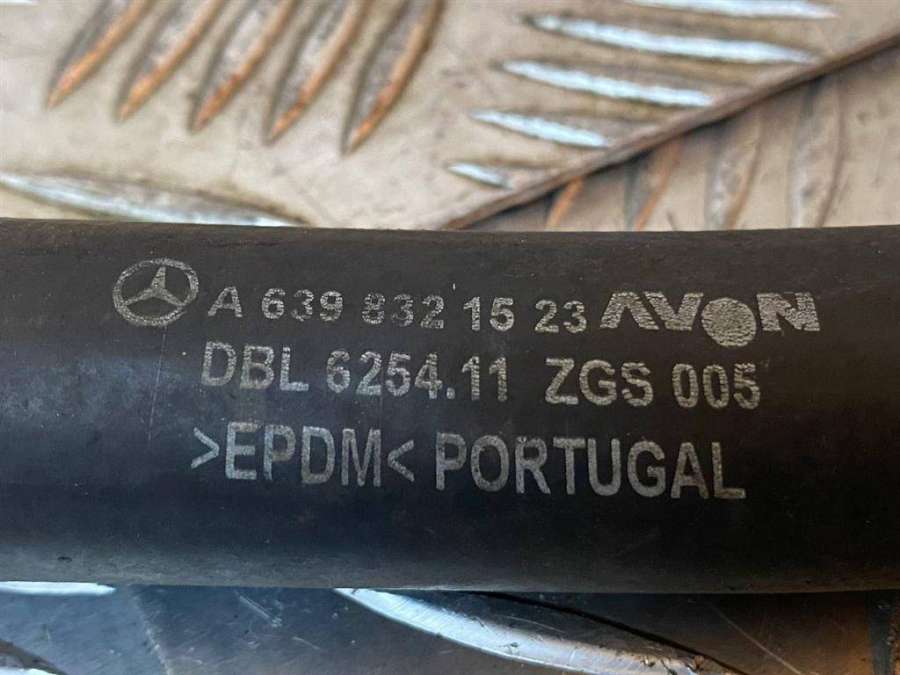 A 639 832 15 23 AVON
DBL 6254.11 ZGS 005
>EPDM< PORTUGAL